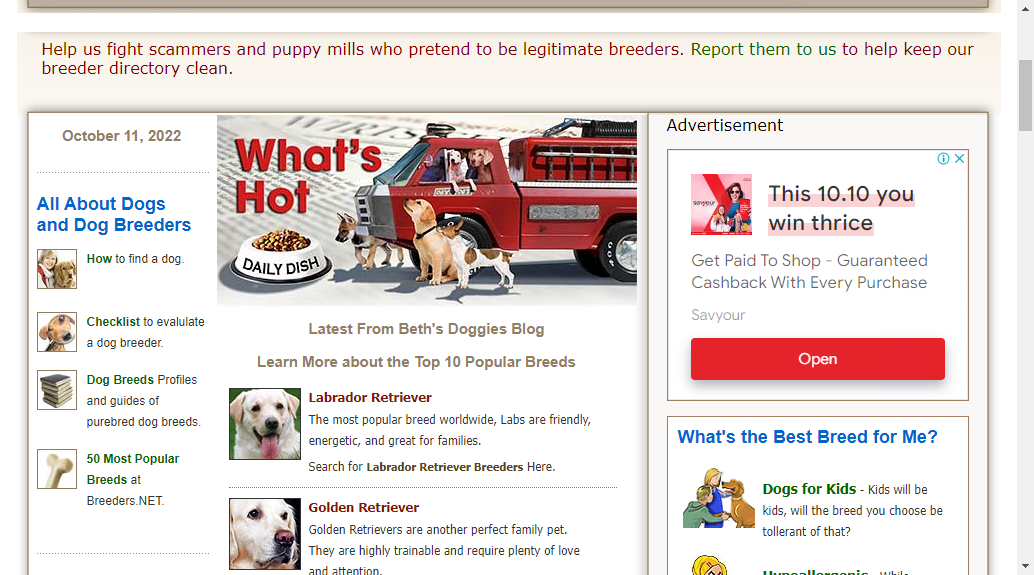 Help us fight scammers and puppy mills who pretend to be legitimate breeders. Report them to us to help keep our
breeder directory clean.
October 11, 2022
All About Dogs
and Dog Breeders
How to find a dog.
Checklist to evalulate
a dog breeder.
Dog Breeds Profiles
and guides of
purebred dog breeds.
50 Most Popular
Breeds at
Breeders.NET.
What's
Hot
DAILY DISH
Latest From Beth's Doggies Blog
Learn More about the Top 10 Popular Breeds
Labrador Retriever
The most popular breed worldwide, Labs are friendly,
energetic, and great for families.
Search for Labrador Retriever Breeders Here.
Golden Retriever
Golden Retrievers are another perfect family pet.
They are highly trainable and require plenty of love
and attention.
Advertisement
savyour
This 10.10 you
win thrice
Get Paid To Shop - Guaranteed
Cashback With Every Purchase
Savyour
Open
What's the Best Breed for Me?
Dogs for Kids - Kids will be
kids, will the breed you choose be
tollerant of that?
Hypoallergenic - While